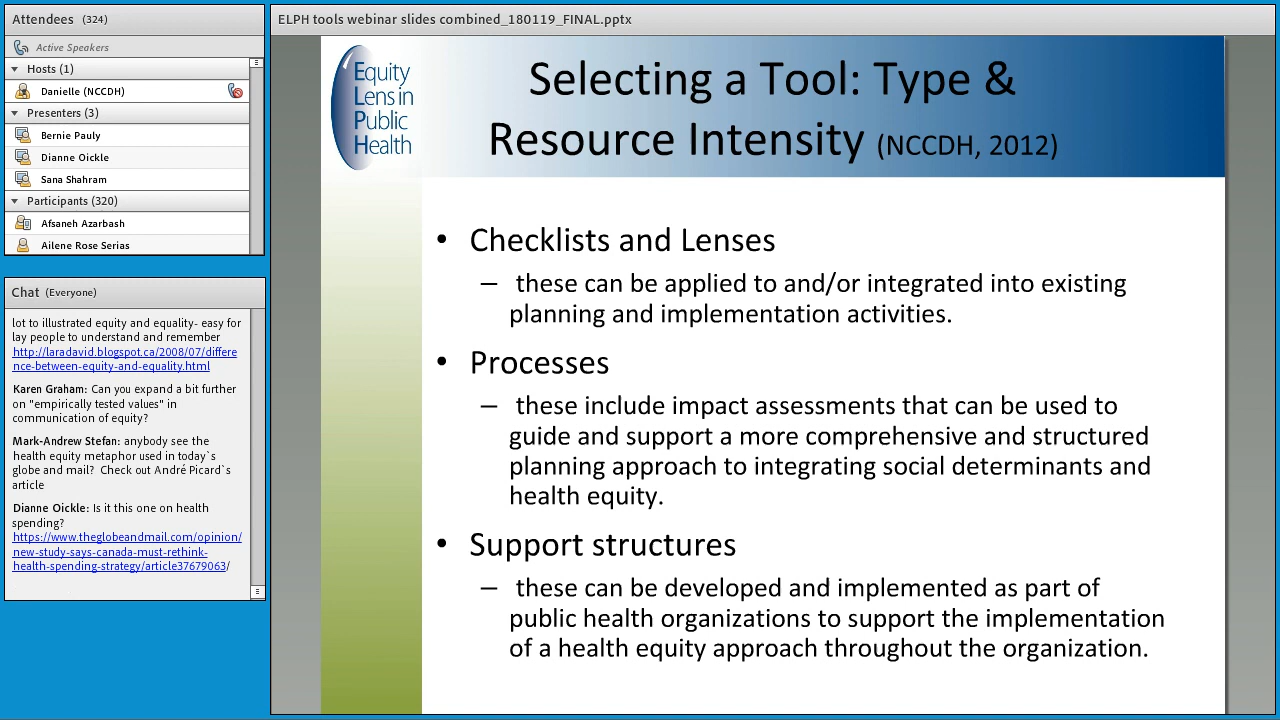 Attendees (324)
Active Speakers
Hosts (1)
Danielle (NCCDH)
Presenters (3)
Bernie Pauly
Dianne Oickle
Sana Shahram
Participants (320)
Afsaneh Azarbash
Ailene Rose Serias
Chat (Everyone)
lot to illustrated equity and equality- easy for
lay people to understand and remember
http://laradavid.blogspot.ca/2008/07/differe
nce-between-equity-and-equality.html
Karen Graham: Can you expand a bit further
on "empirically tested values" in
communication of equity?
Mark-Andrew Stefan: anybody see the
health equity metaphor used in today`s
globe and mail? Check out André Picard`s
article
Dianne Oickle: Is it this one on health
spending?
https://www.theglobeandmail.com/opinion/
new-study-says-canada-must-rethink-
health-spending-strategy/article37679063/
ELPH tools webinar slides combined_180119_FINAL.pptx
Equity
Lens in
Public
Health
Selecting a Tool: Type &
Resource Intensity (NCCDH, 2012)
• Checklists and Lenses
– these can be applied to and/or integrated into existing
planning and implementation activities.
• Processes
– these include impact assessments that can be used to
guide and support a more comprehensive and structured
planning approach to integrating social determinants and
health equity.
• Support structures
– these can be developed and implemented as part of
public health organizations to support the implementation
of a health equity approach throughout the organization.